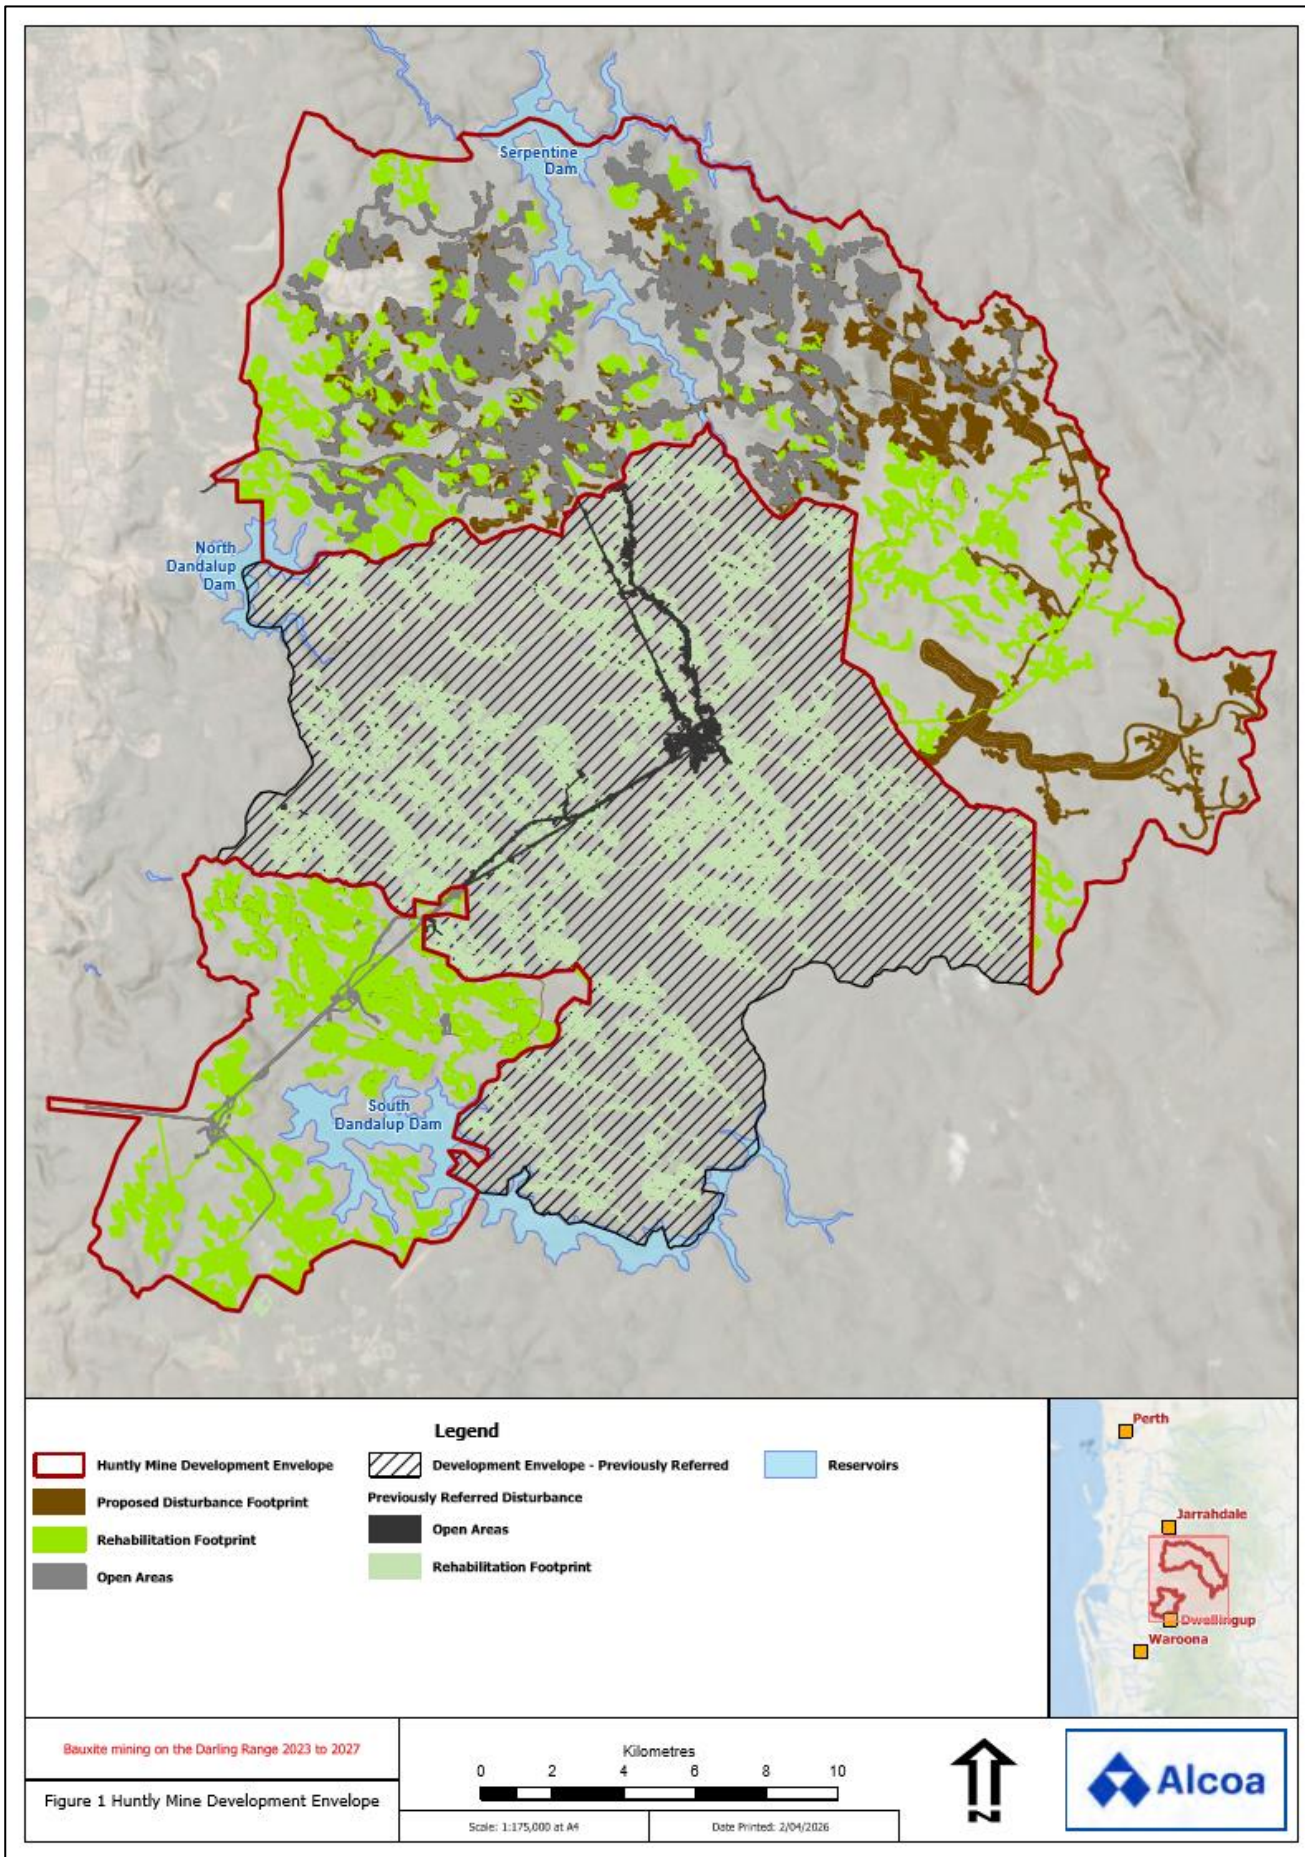 Serpentine
Dam
North
Dandalup
Dam
South
Dandalup Dam
Legend
Huntly Mine Development Envelope
Proposed Disturbance Footprint
Rehabilitation Footprint
Open Areas
Development Envelope - Previously Referred
Previously Referred Disturbance
Open Areas
Rehabilitation Footprint
Reservoirs
Perth
Jarrahdale
Dwellingup
Waroona
Bauxite mining on the Darling Range 2023 to 2027
Figure 1 Huntly Mine Development Envelope
Kilometres
0 2 4 6 8 10
Scale: 1:175,000 at A4
Date Printed: 2/04/2026
N
Alcoa